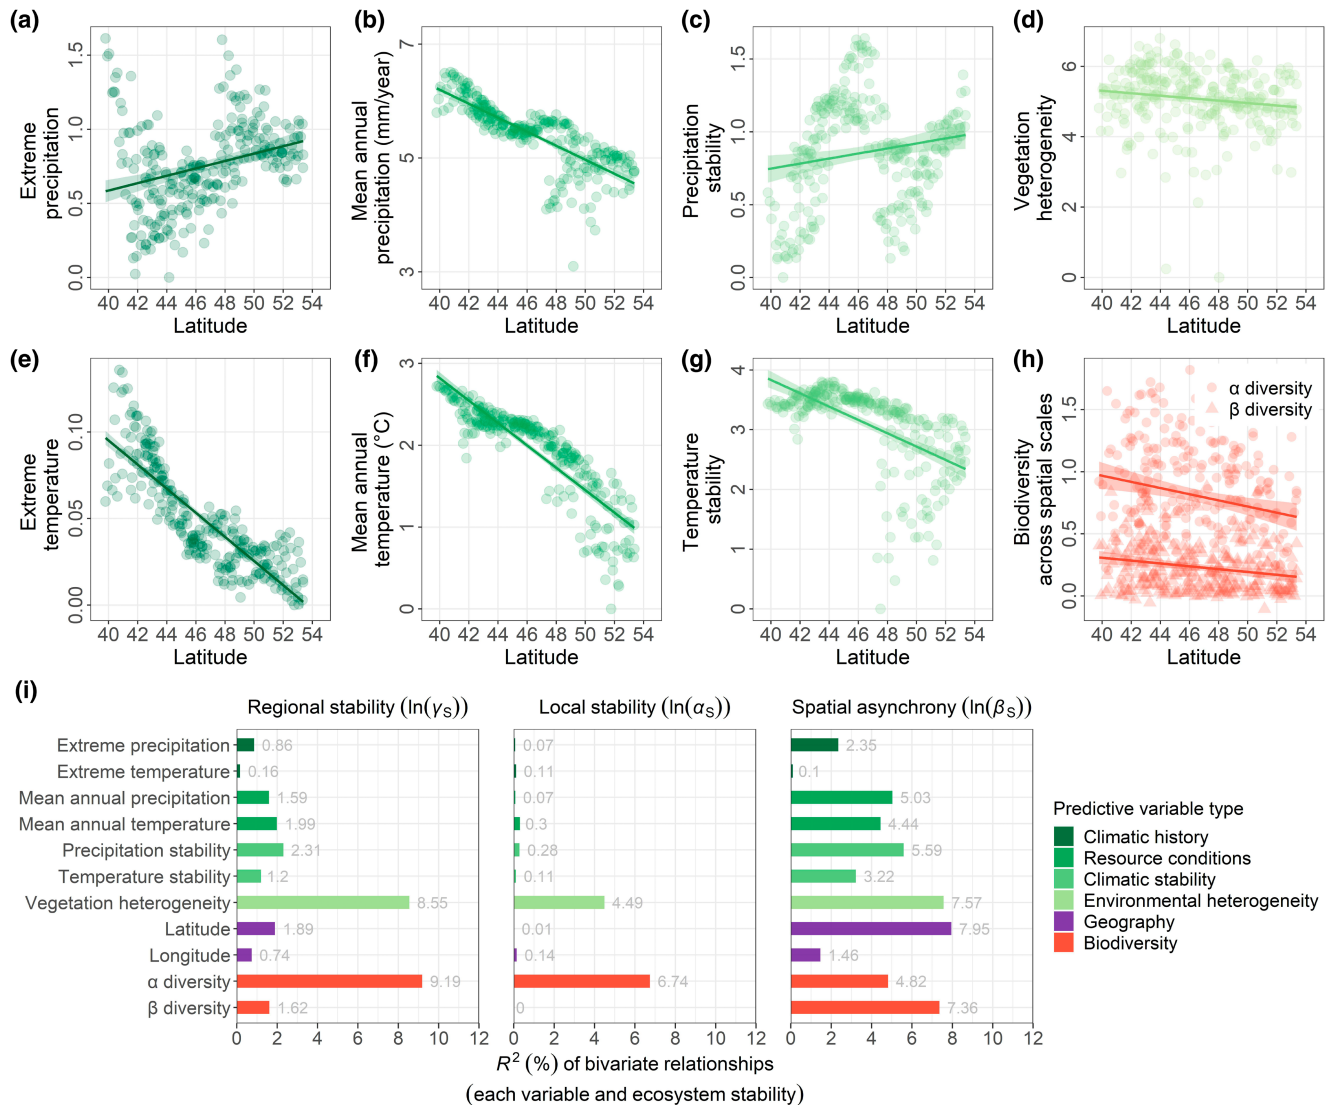 (a)
Extreme
precipitation
0.0
0.5
1.0
1.5
40 42 44 46 48 50 52 54
Latitude
(b)
Mean annual
precipitation (mm/year)
3
5
7
40 42 44 46 48 50 52 54
Latitude
(c)
Precipitation
stability
0.0
0.5
1.0
1.5
40 42 44 46 48 50 52 54
Latitude
(d)
Vegetation
heterogeneity
6
4
2
0
40 42 44 46 48 50 52 54
Latitude
(e)
Extreme
temperature
0.00
0.05
0.10
40 42 44 46 48 50 52 54
Latitude
(f)
Mean annual
temperature (°C)
0
1
2
3
40 42 44 46 48 50 52 54
Latitude
(g)
Temperature
stability
0
1
2
3
4
40 42 44 46 48 50 52 54
Latitude
(h)
Biodiversity
across spatial scales
0.0
0.5
1.0
1.5
α diversity
β diversity
40 42 44 46 48 50 52 54
Latitude
(i)
Regional stability (ln(γS))
Local stability (ln(αS))
Spatial asynchrony (ln(βS))
Extreme precipitation 0.86 0.07 2.35
Extreme temperature 0.16 0.11 0.1
Mean annual precipitation 1.59 0.07 5.03
Mean annual temperature 1.99 0.3 4.44
Precipitation stability 2.31 0.28 5.59
Temperature stability 1.2 0.11 3.22
Vegetation heterogeneity 8.55 4.49 7.57
Latitude 1.89 0.01 7.95
Longitude 0.74 0.14 1.46
α diversity 9.19 6.74 4.82
β diversity 1.62 0 7.36
0 2 4 6 8 10 12
0 2 4 6 8 10 12
0 2 4 6 8 10 12
R² (%) of bivariate relationships
(each variable and ecosystem stability)
Predictive variable type
Climatic history
Resource conditions
Climatic stability
Environmental heterogeneity
Geography
Biodiversity